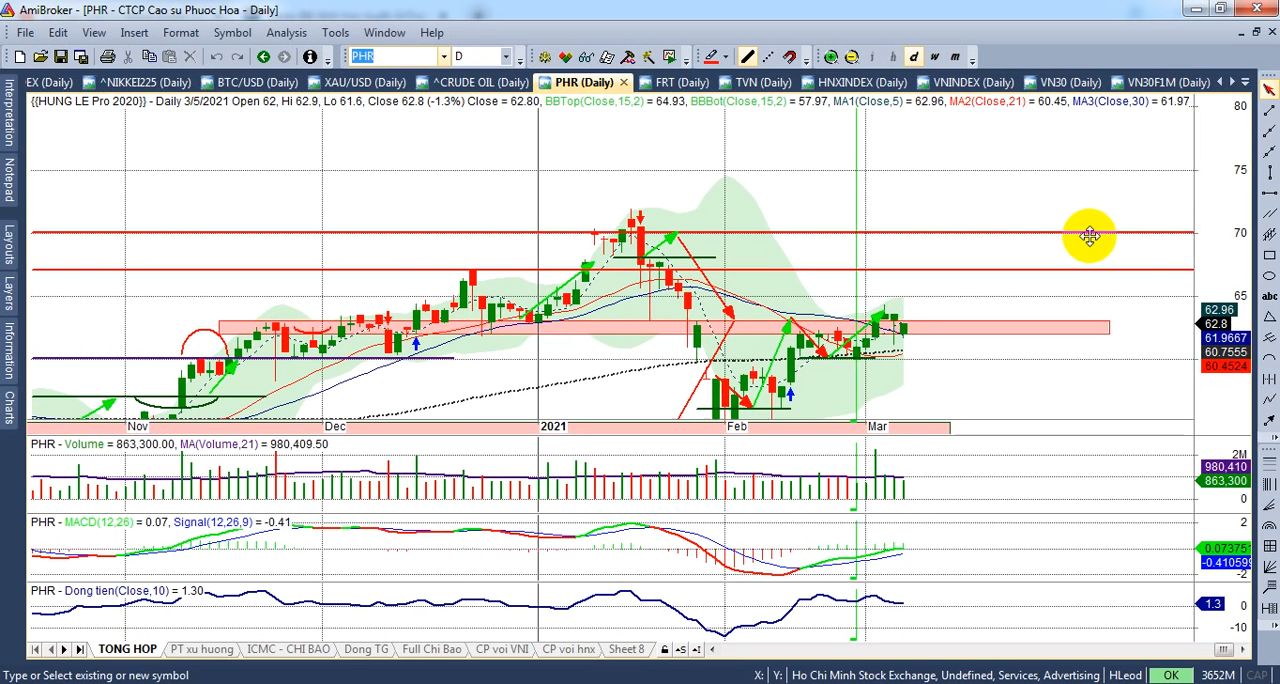 AmiBroker - [PHR - CTCP Cao su Phuoc Hoa - Daily]
File Edit View Insert Format Symbol Analysis Tools Window Help
PHR D i h d w m
EX (Daily) ^NIKKEI225 (Daily) BTC/USD (Daily) XAU/USD (Daily) ^CRUDE OIL (Daily) PHR (Daily) FRT (Daily) TVN (Daily) HNXINDEX (Daily) VNINDEX (Daily) VN30 (Daily) VN30F1M (Daily)
{{HUNG LE Pro 2020}} - Daily 3/5/2021 Open 62, Hi 62.9, Lo 61.6, Close 62.8 (-1.3%) Close = 62.80, BBTop(Close,15,2) = 64.93, BBBot(Close,15,2) = 57.97, MA1(Close,5) = 62.96, MA2(Close,21) = 60.45, MA3(Close,30) = 61.97,
80
75
70
65
62.96
62.8
61.9667
60.7555
60.4524
Interpretation
Notepad
Layouts
Layers
Information
Charts
abc
Nov Dec 2021 Feb Mar
PHR - Volume = 863,300.00, MA(Volume,21) = 980,409.50
2M
980,410
863,300
0
PHR - MACD(12,26) = 0.07, Signal(12,26,9) = -0.41
2
0.07375
-0.410599
-2
PHR - Dong tien(Close,10) = 1.30
1.3 0
-10
TONG HOP PT xu huong ICMC - CHI BAO Dong TG Full Chi Bao CP voi VNI CP voi hnx Sheet 8
Type or Select existing or new symbol X: Y: Ho Chi Minh Stock Exchange, Undefined, Services, Advertising HLeod OK 3652M CAP